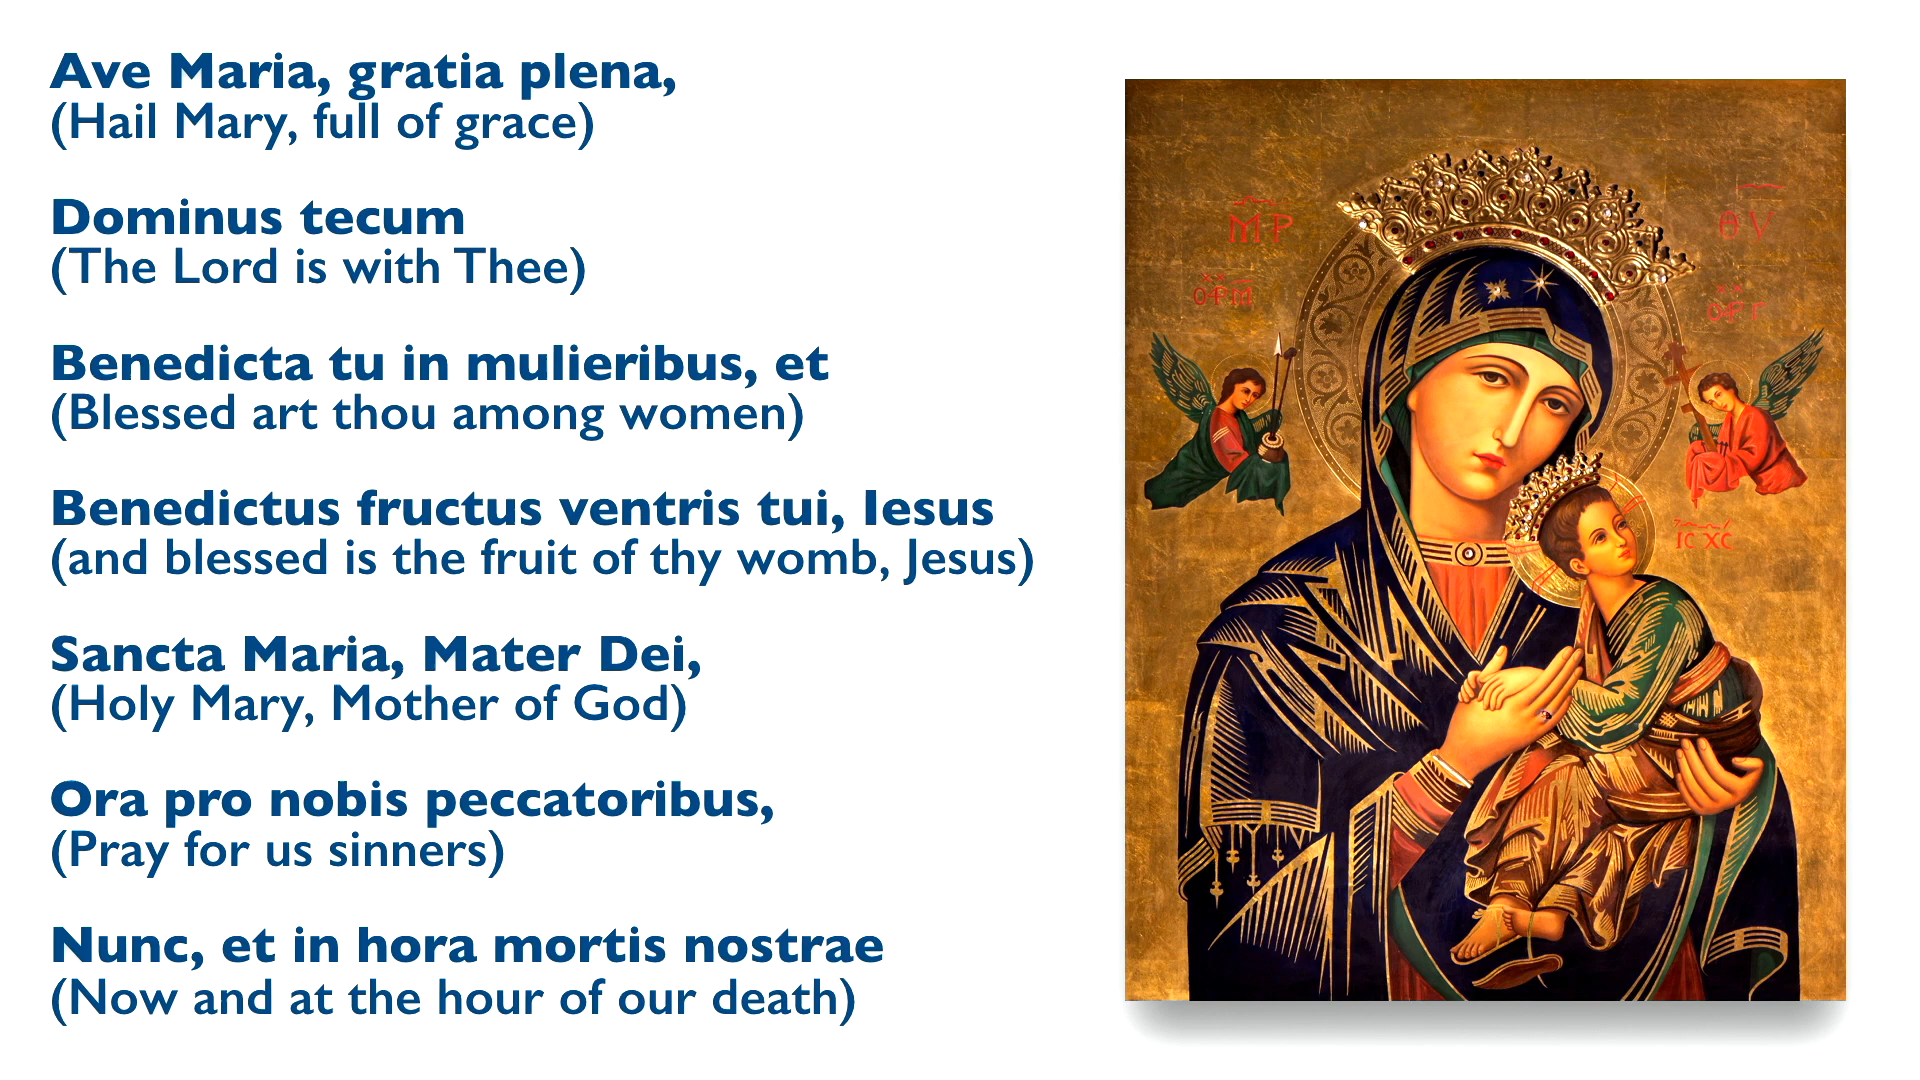 Ave Maria, gratia plena,
(Hail Mary, full of grace)
Dominus tecum
(The Lord is with Thee)
Benedicta tu in mulieribus, et
(Blessed art thou among women)
Benedictus fructus ventris tui, Iesus
(and blessed is the fruit of thy womb, Jesus)
Sancta Maria, Mater Dei,
(Holy Mary, Mother of God)
Ora pro nobis peccatoribus,
(Pray for us sinners)
Nunc, et in hora mortis nostrae
(Now and at the hour of our death)
ΜΡ
θΥ
ΙC XC